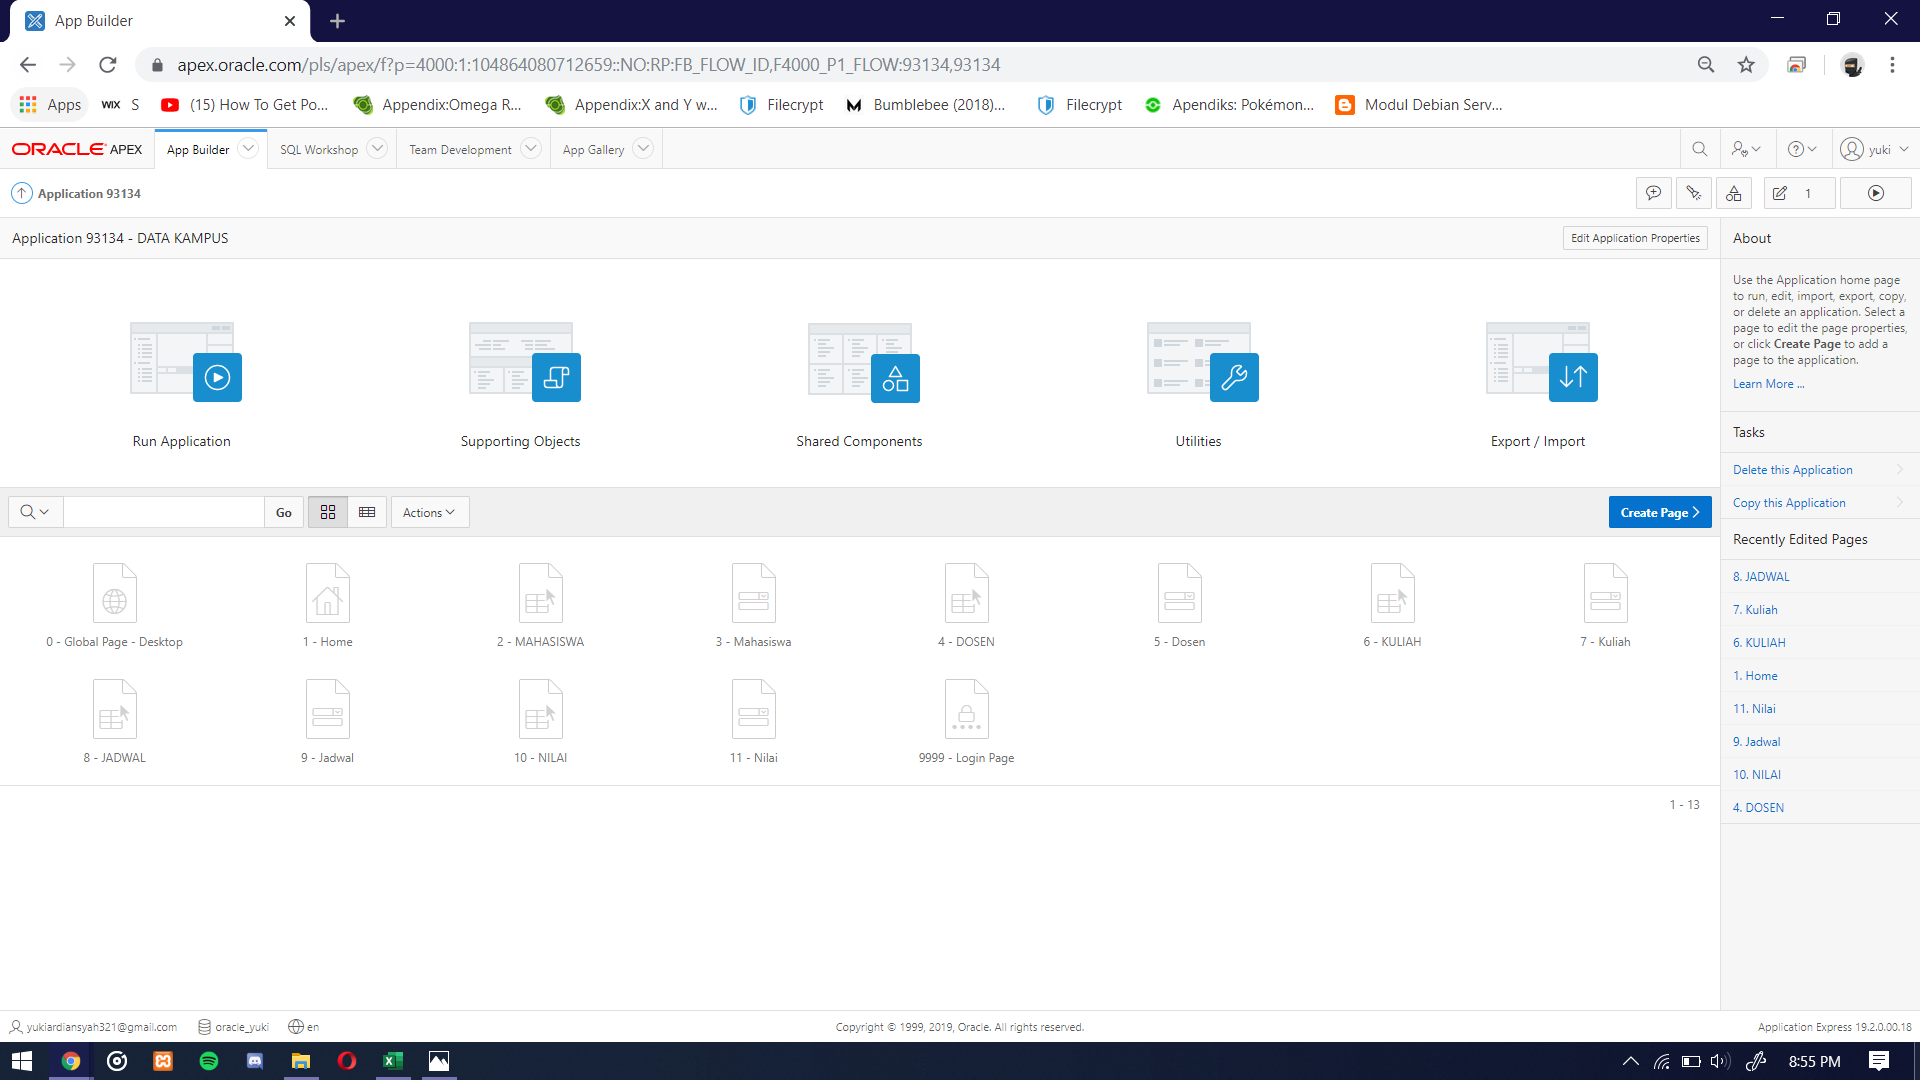 App Builder
apex.oracle.com/pls/apex/f?p=4000:1:104864080712659::NO:RP:FB_FLOW_ID,F4000_P1_FLOW:93134,93134
Apps WIX S (15) How To Get Po... Appendix:Omega R... Appendix:X and Y w... Filecrypt Bumblebee (2018)... Filecrypt Apendiks: Pokémon... Modul Debian Serv...
ORACLE APEX App Builder SQL Workshop Team Development App Gallery yuki
Application 93134 1
Application 93134 - DATA KAMPUS Edit Application Properties
Run Application Supporting Objects Shared Components Utilities Export / Import
Go Actions Create Page
0 - Global Page - Desktop 1 - Home 2 - MAHASISWA 3 - Mahasiswa 4 - DOSEN 5 - Dosen 6 - KULIAH 7 - Kuliah
8 - JADWAL 9 - Jadwal 10 - NILAI 11 - Nilai 9999 - Login Page
1 - 13
About
Use the Application home page
to run, edit, import, export, copy,
or delete an application. Select a
page to edit the page properties,
or click Create Page to add a
page to the application.
Learn More ...
Tasks
Delete this Application
Copy this Application
Recently Edited Pages
8. JADWAL
7. Kuliah
6. KULIAH
1. Home
11. Nilai
9. Jadwal
10. NILAI
4. DOSEN
yukiardiansyah321@gmail.com oracle_yuki en Copyright © 1999, 2019, Oracle. All rights reserved. Application Express 19.2.0.00.18
8:55 PM